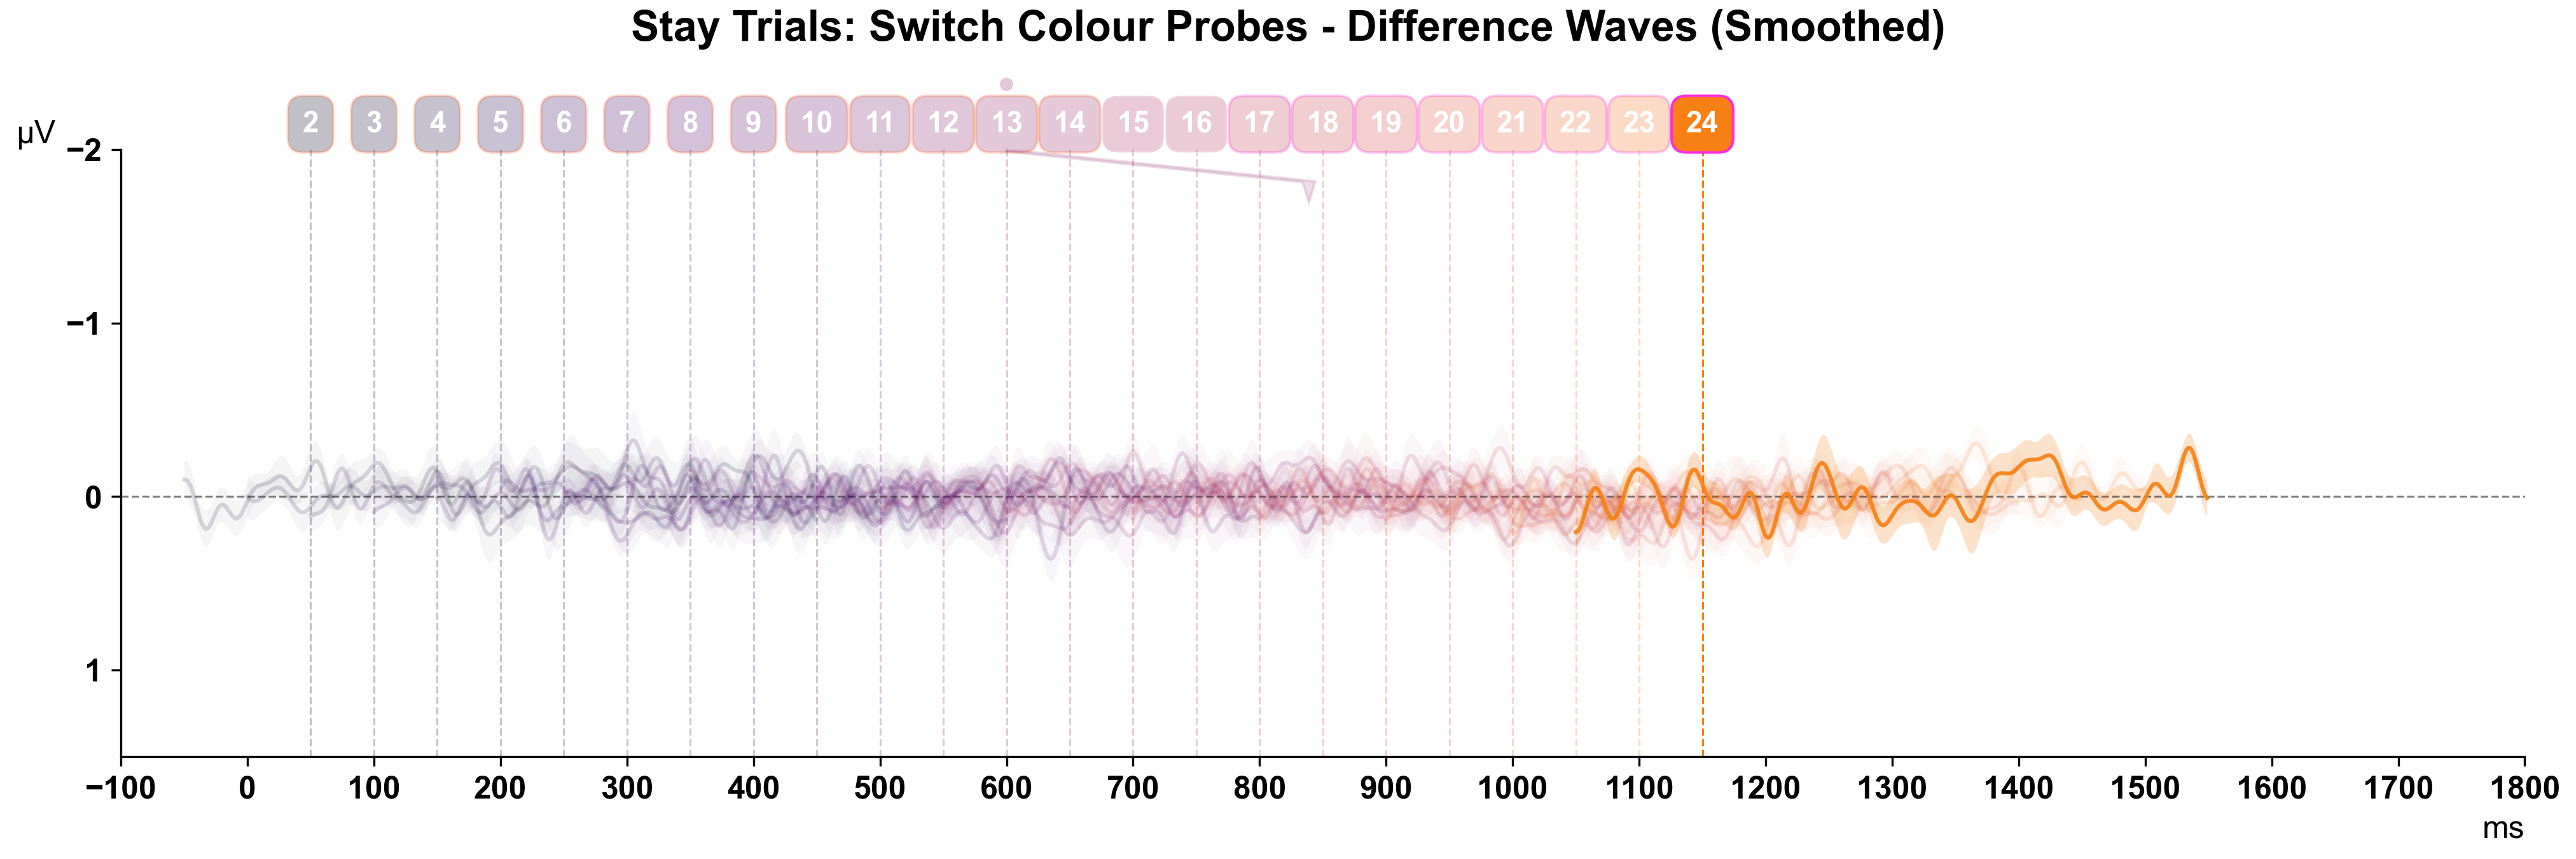 Stay Trials: Switch Colour Probes - Difference Waves (Smoothed)
2 3 4 5 6 7 8 9 10 11 12 13 14 15 16 17 18 19 20 21 22 23 24
µV
−2
−1
0
1
−100 0 100 200 300 400 500 600 700 800 900 1000 1100 1200 1300 1400 1500 1600 1700 1800
ms